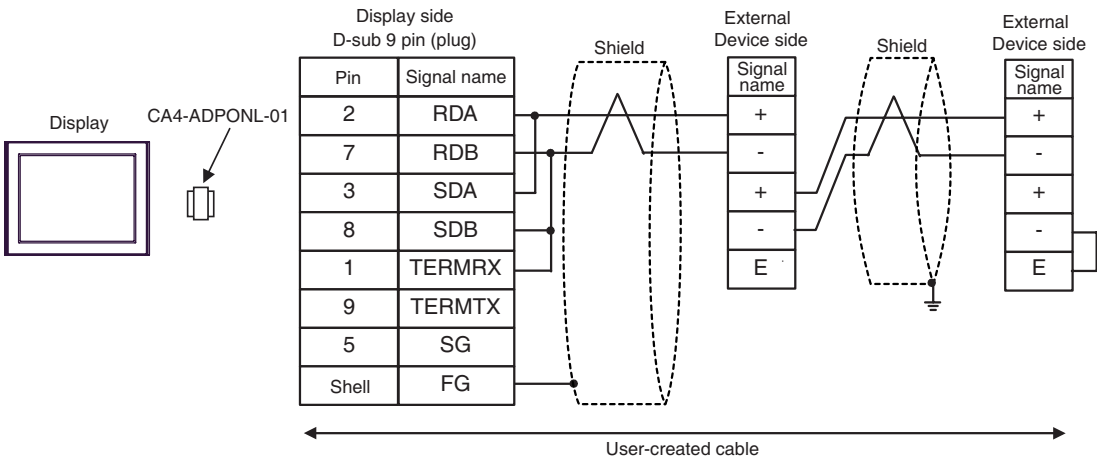 Display side
D-sub 9 pin (plug)
External
Device side
External
Device side
Shield
Shield
Pin Signal name
Signal
name
Signal
name
Display
CA4-ADPONL-01
2 RDA + +
7 RDB - -
3 SDA + +
8 SDB - -
1 TERMRX E E
9 TERMTX
5 SG
Shell FG
User-created cable